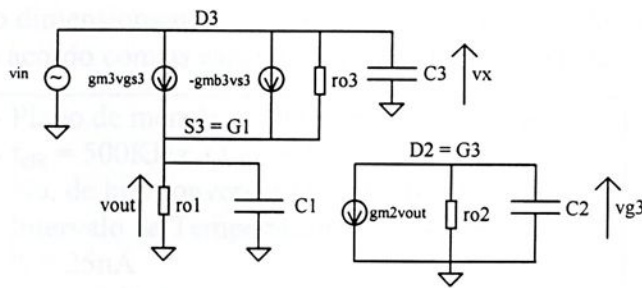 D3
vin
gm3vgs3
-gmb3vs3
ro3
C3
vx
S3 = G1
D2 = G3
vout
ro1
C1
gm2vout
ro2
C2
vg3